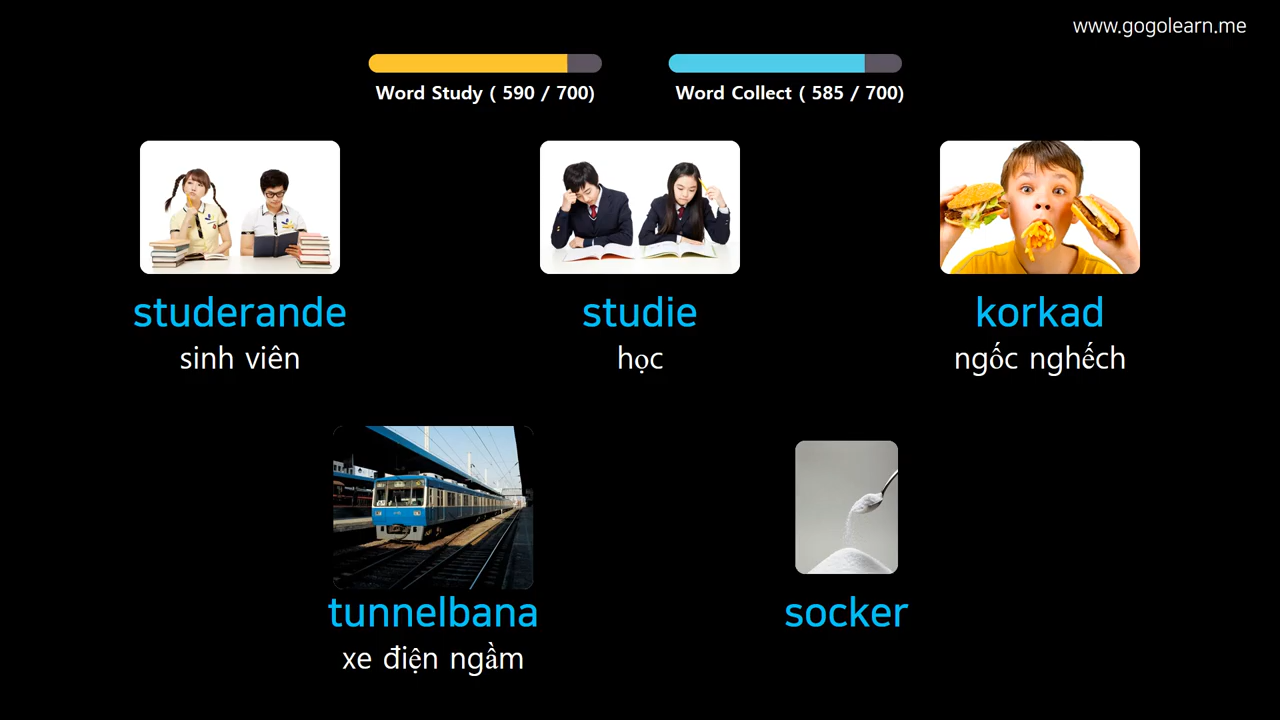 www.gogolearn.me
Word Study ( 590 / 700)
Word Collect ( 585 / 700)
studerande
sinh viên
studie
học
korkad
ngốc nghếch
tunnelbana
xe điện ngầm
socker